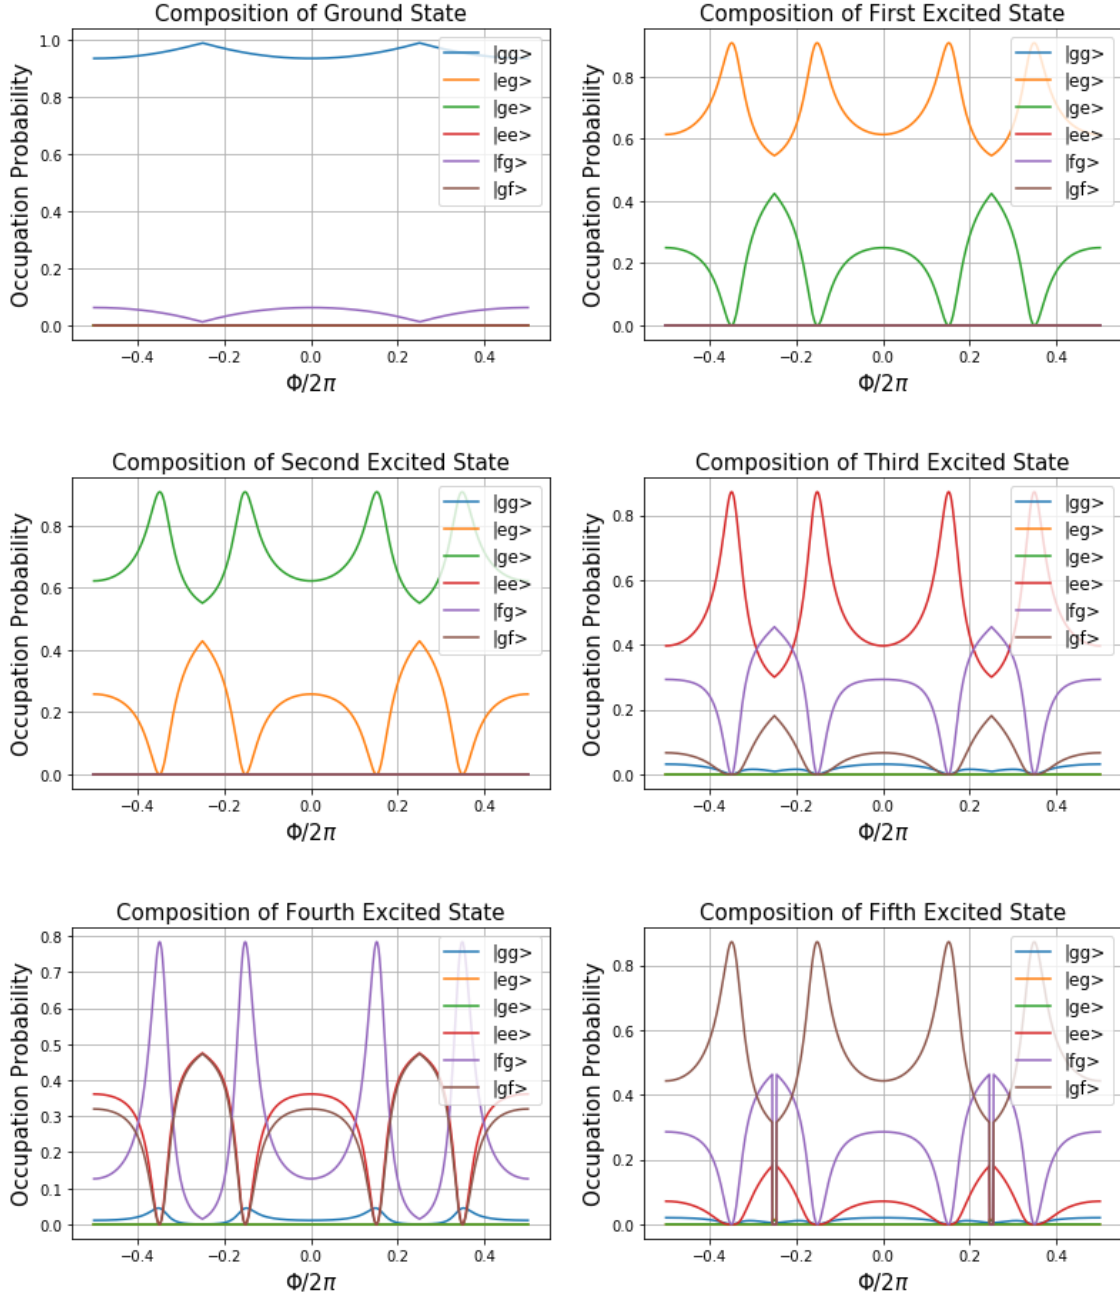 Composition of Ground State
Occupation Probability
1.0
0.8
0.6
0.4
0.2
0.0
|gg>
|eg>
|ge>
|ee>
|fg>
|gf>
−0.4
−0.2
0.0
0.2
0.4
Φ/2π
Composition of First Excited State
Occupation Probability
0.8
0.6
0.4
0.2
0.0
|gg>
|eg>
|ge>
|ee>
|fg>
|gf>
−0.4
−0.2
0.0
0.2
0.4
Φ/2π
Composition of Second Excited State
Occupation Probability
0.8
0.6
0.4
0.2
0.0
|gg>
|eg>
|ge>
|ee>
|fg>
|gf>
−0.4
−0.2
0.0
0.2
0.4
Φ/2π
Composition of Third Excited State
Occupation Probability
0.8
0.6
0.4
0.2
0.0
|gg>
|eg>
|ge>
|ee>
|fg>
|gf>
−0.4
−0.2
0.0
0.2
0.4
Φ/2π
Composition of Fourth Excited State
Occupation Probability
0.8
0.7
0.6
0.5
0.4
0.3
0.2
0.1
0.0
|gg>
|eg>
|ge>
|ee>
|fg>
|gf>
−0.4
−0.2
0.0
0.2
0.4
Φ/2π
Composition of Fifth Excited State
Occupation Probability
0.8
0.6
0.4
0.2
0.0
|gg>
|eg>
|ge>
|ee>
|fg>
|gf>
−0.4
−0.2
0.0
0.2
0.4
Φ/2π